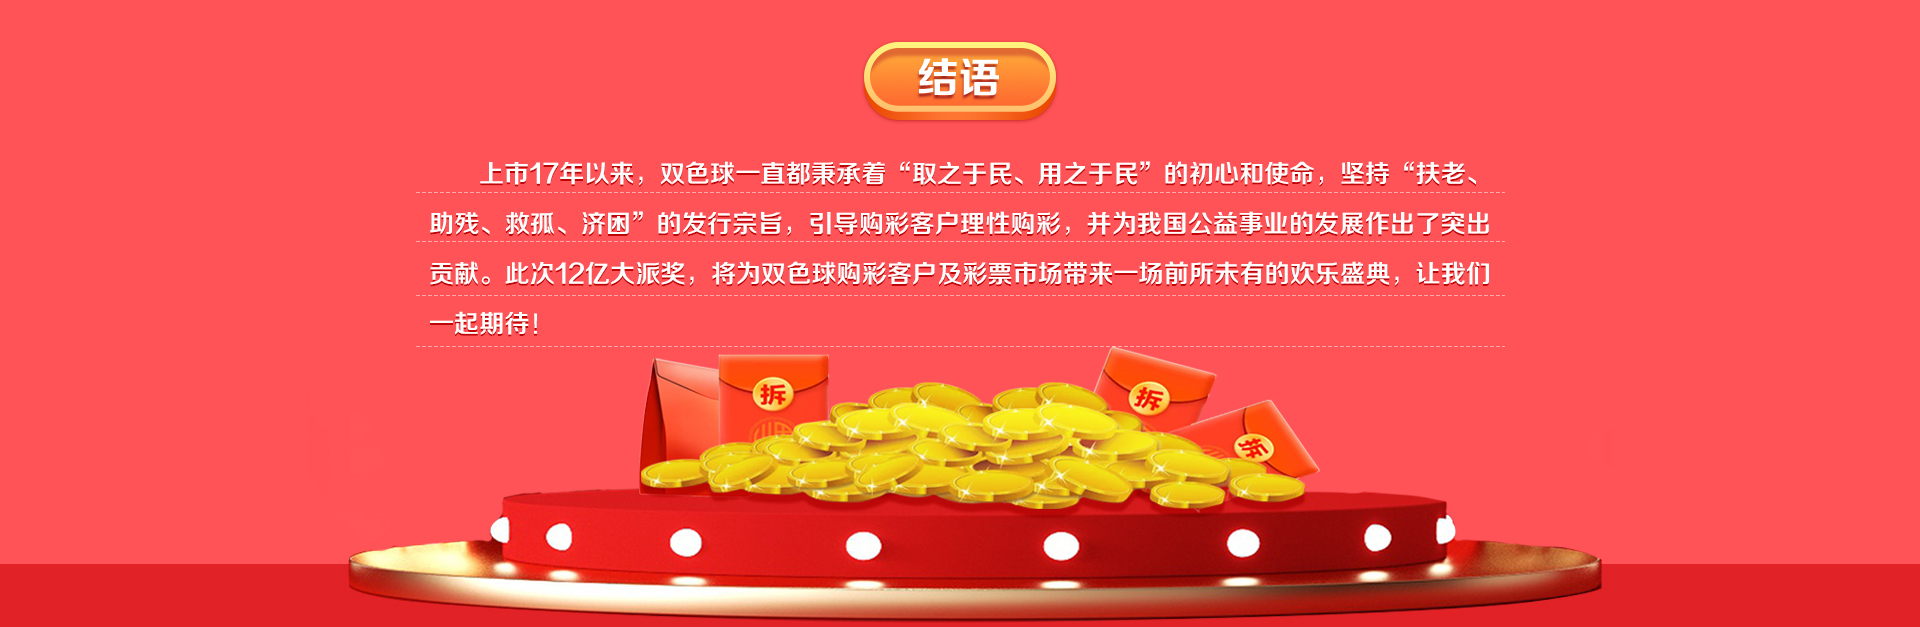 结语
上市17年以来，双色球一直都秉承着“取之于民、用之于民”的初心和使命，坚持“扶老、
助残、救孤、济困”的发行宗旨，引导购彩客户理性购彩，并为我国公益事业的发展作出了突出
贡献。此次12亿大派奖，将为双色球购彩客户及彩票市场带来一场前所未有的欢乐盛典，让我们
一起期待！
拆
拆
拆